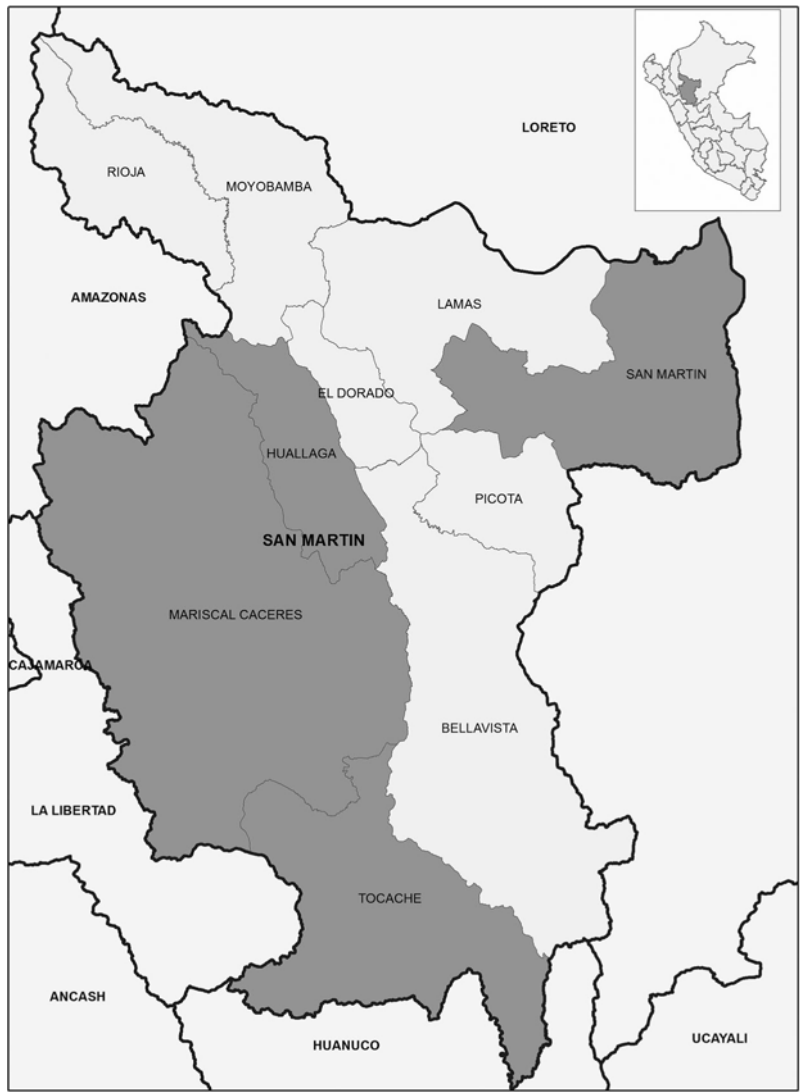 LORETO
RIOJA
MOYOBAMBA
AMAZONAS
LAMAS
SAN MARTIN
EL DORADO
HUALLAGA
PICOTA
SAN MARTIN
MARISCAL CACERES
CAJAMARCA
BELLAVISTA
LA LIBERTAD
TOCACHE
ANCASH
HUANUCO
UCAYALI